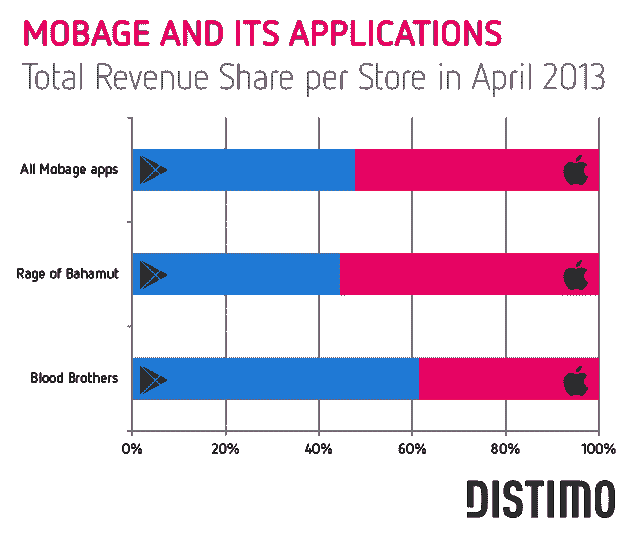 MOBAGE AND ITS APPLICATIONS
Total Revenue Share per Store in April 2013
All Mobage apps
Rage of Bahamut
Blood Brothers
0% 20% 40% 60% 80% 100%
DISTIMO